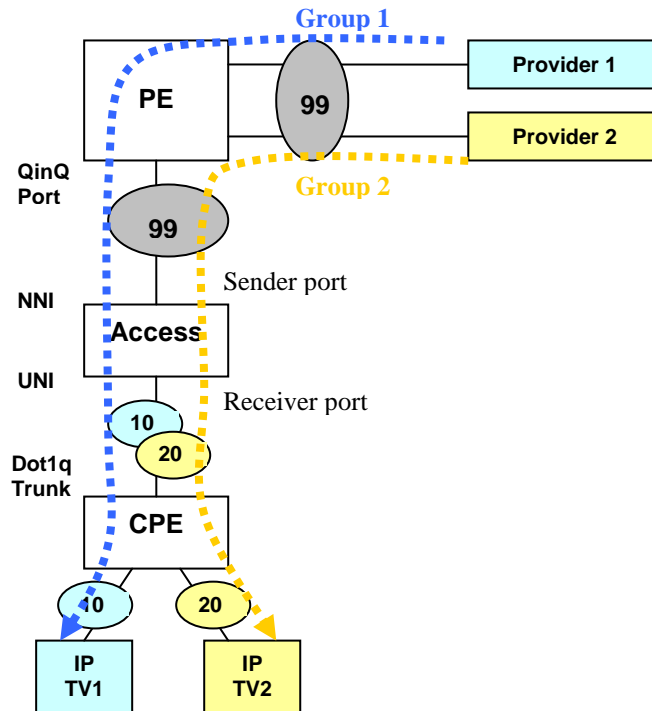 Group 1
Provider 1
PE
99
Provider 2
QinQ
Port
Group 2
99
Sender port
NNI
Access
UNI
Receiver port
10
20
Dot1q
Trunk
CPE
10
20
IP
TV1
IP
TV2